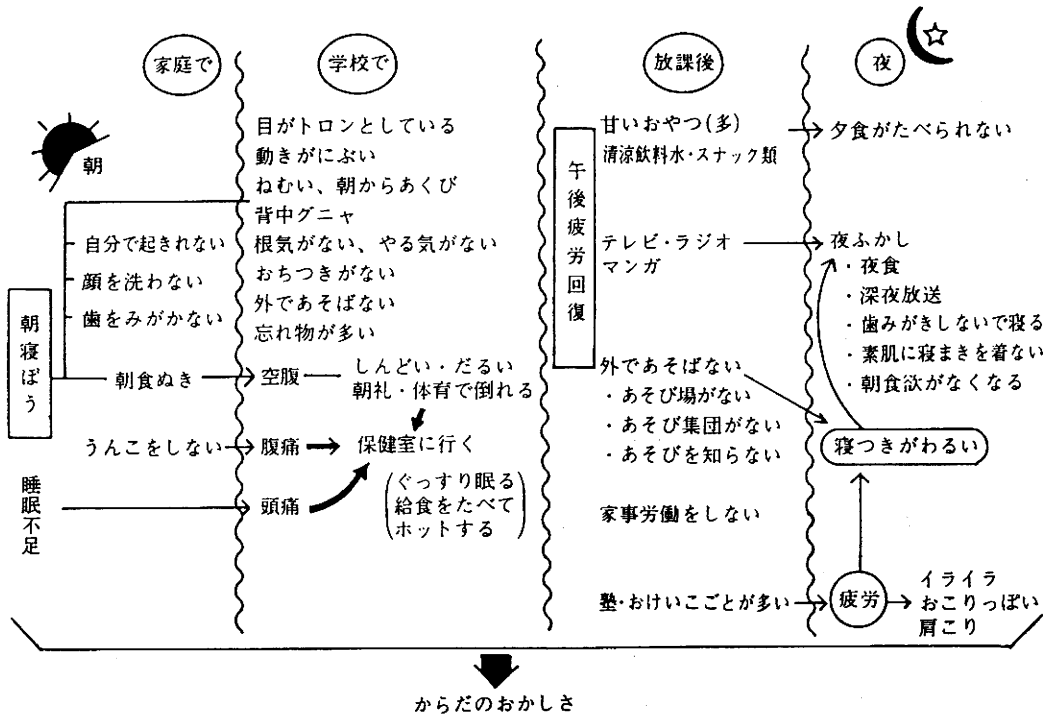 家庭で
学校で
放課後
夜
朝
朝寝ぼう
自分で起きれない
顔を洗わない
歯をみがかない
朝食ぬき
うんこをしない
睡眠不足
目がトロンとしている
動きがにぶい
ねむい、朝からあくび
背中グニャ
根気がない、やる気がない
おちつきがない
外であそばない
忘れ物が多い
空腹
しんどい・だるい
朝礼・体育で倒れる
腹痛
保健室に行く
頭痛
(ぐっすり眠る
給食をたべて
ホットする)
午後疲労回復
甘いおやつ(多)
清涼飲料水・スナック類
テレビ・ラジオ
マンガ
外であそばない
・あそび場がない
・あそび集団がない
・あそびを知らない
家事労働をしない
塾・おけいこごとが多い
夕食がたべられない
夜ふかし
・夜食
・深夜放送
・歯みがきしないで寝る
・素肌に寝まきを着ない
・朝食欲がなくなる
寝つきがわるい
疲労
イライラ
おこりっぽい
肩こり
からだのおかしさ